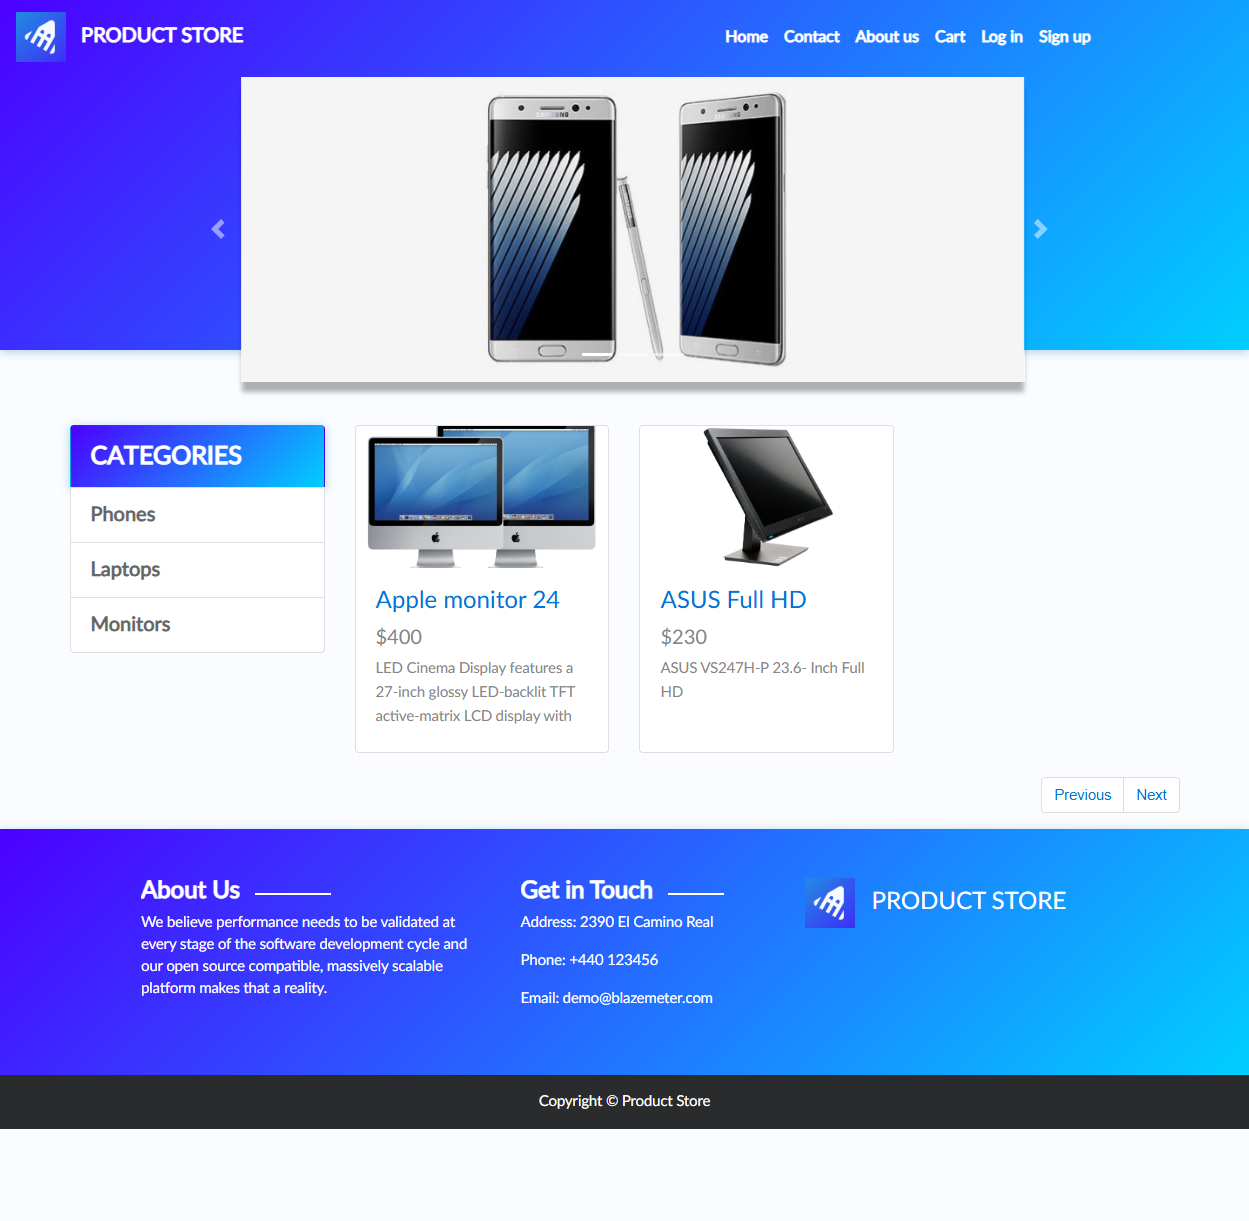 PRODUCT STORE
Home Contact About us Cart Log in Sign up
SAMSUNG SAMSUNG
CATEGORIES
Phones
Laptops
Monitors
Apple monitor 24
$400
LED Cinema Display features a
27-inch glossy LED-backlit TFT
active-matrix LCD display with
ASUS Full HD
$230
ASUS VS247H-P 23.6- Inch Full
HD
Previous Next
About Us
We believe performance needs to be validated at
every stage of the software development cycle and
our open source compatible, massively scalable
platform makes that a reality.
Get in Touch
Address: 2390 El Camino Real
Phone: +440 123456
Email: demo@blazemeter.com
PRODUCT STORE
Copyright © Product Store